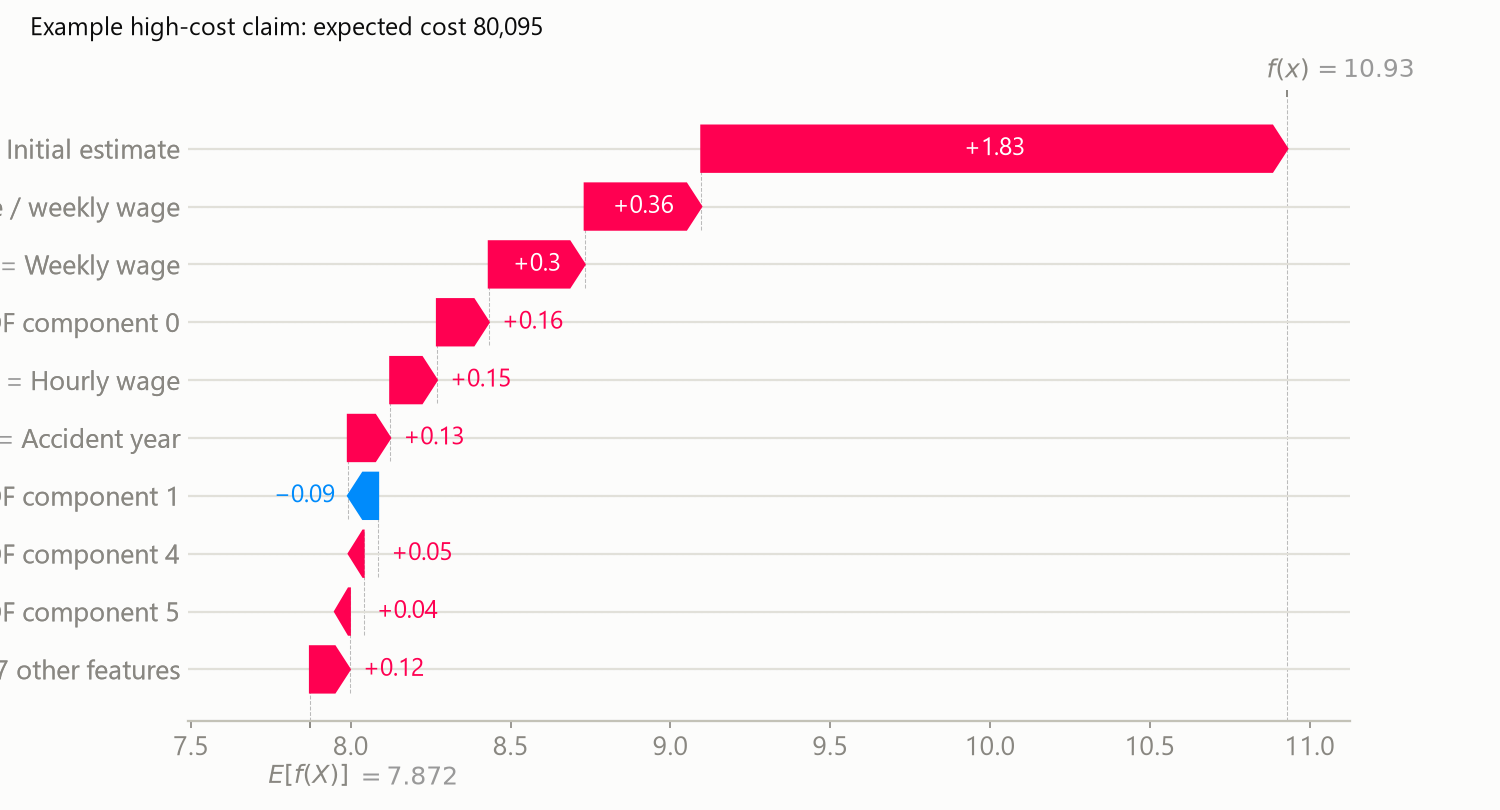 Example high-cost claim: expected cost 80,095
f(x) = 10.93
Initial estimate
+1.83
/ weekly wage
+0.36
= Weekly wage
+0.3
F component 0
+0.16
= Hourly wage
+0.15
= Accident year
+0.13
F component 1
−0.09
F component 4
+0.05
F component 5
+0.04
7 other features
+0.12
7.5 8.0 8.5 9.0 9.5 10.0 10.5 11.0
E[f(X)] = 7.872